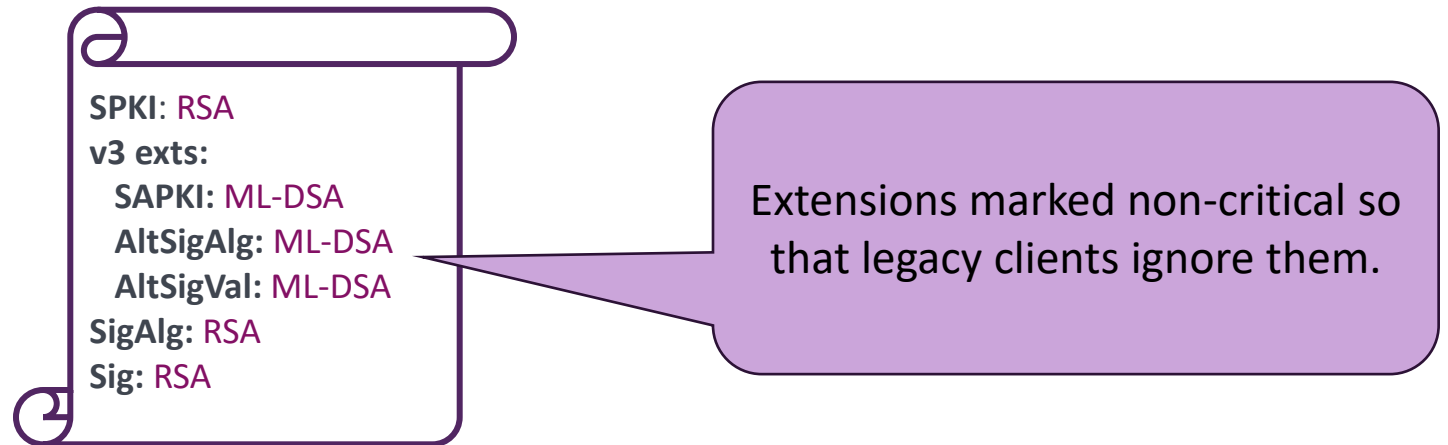 SPKI: RSA
v3 exts:
SAPKI: ML-DSA
AltSigAlg: ML-DSA
AltSigVal: ML-DSA
SigAlg: RSA
Sig: RSA
Extensions marked non-critical so
that legacy clients ignore them.